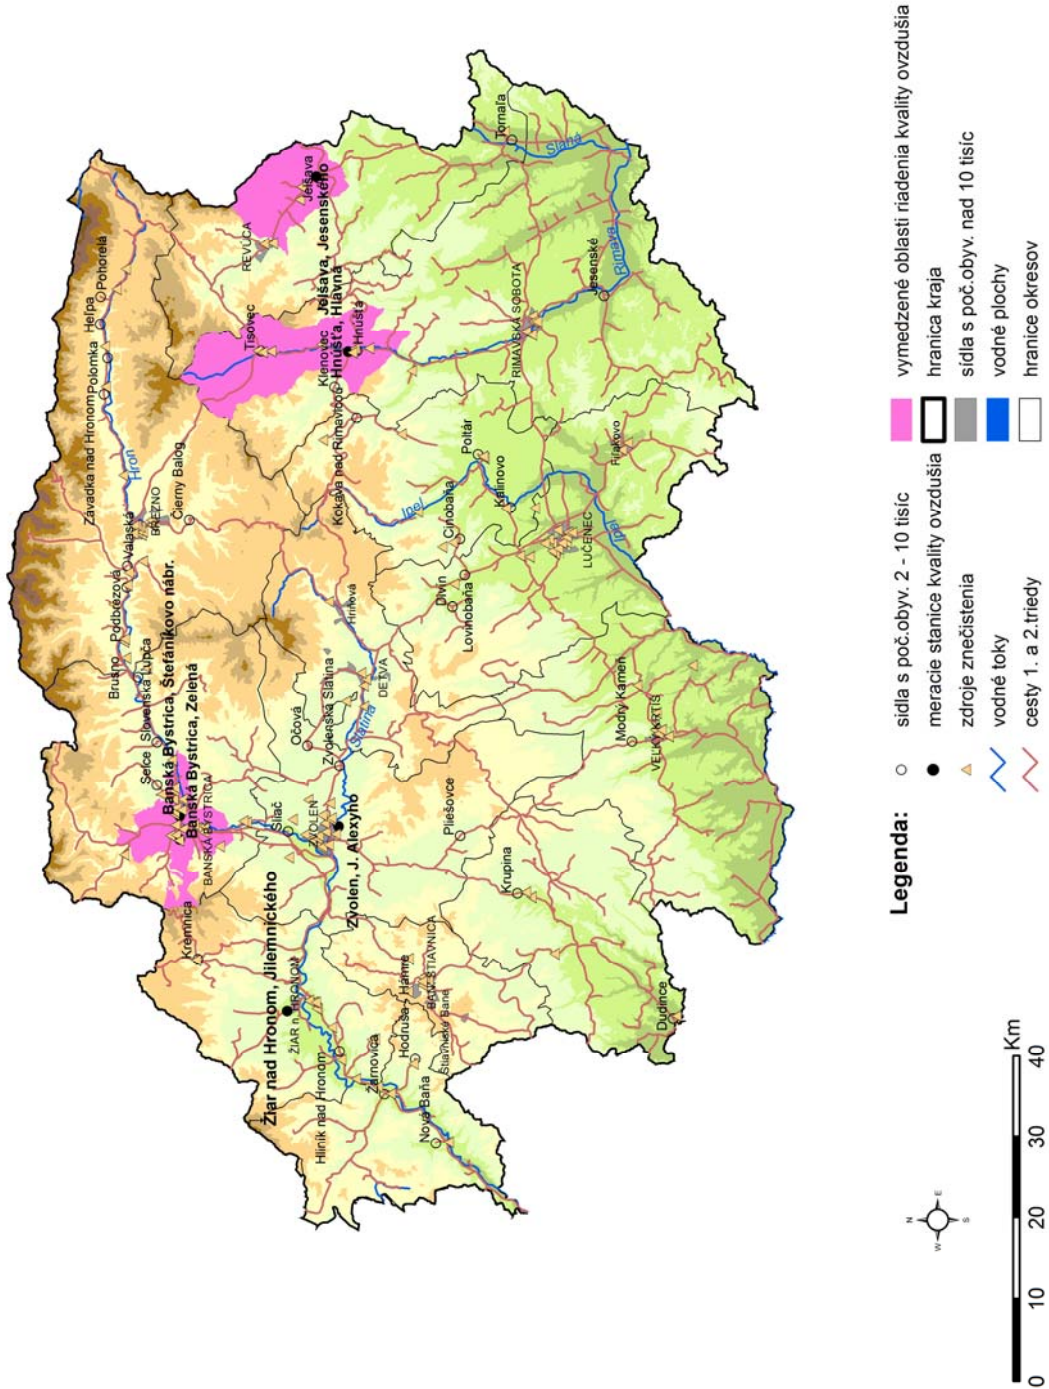 Banská Bystrica, Štefánikovo nábr.
Banská Bystrica, Zelená
Žiar nad Hronom, Jilemnického
Zvolen, J. Alexyho
Hnúšťa, Hlavná
Jelšava, Jesenského
Kremnica
BANSKÁ BYSTRICA
Selce
Slovenská Ľupča
Brusno
Podbrezová
Valaská
BREZNO
Čierny Balog
Závadka nad Hronom
Polomka
Heľpa
Pohorelá
Hron
Tisovec
REVÚCA
Jelšava
Klenovec
Hnúšťa
Kokava nad Rimavicou
ŽIAR n. HRONOM
Hliník nad Hronom
Žarnovica
Nová Baňa
Hodruša - Hámre
Štiavnické Bane
Sliač
ZVOLEN
Očová
Zvolenská Slatina
Slatina
DETVA
Hriňová
Pliešovce
Krupina
Dudince
Modrý Kameň
VEĽKÝ KRTÍŠ
Divín
Lovinobaňa
Cinobaňa
Ipeľ
Poltár
Kalinovo
LUČENEC
Ipeľ
Fiľakovo
RIMAVSKÁ SOBOTA
Jesenské
Rimava
Tornaľa
Slaná
Legenda:
sídla s poč.obyv. 2 - 10 tisíc
meracie stanice kvality ovzdušia
zdroje znečistenia
vodné toky
cesty 1. a 2.triedy
vymedzené oblasti riadenia kvality ovzdušia
hranica kraja
sídla s poč.obyv. nad 10 tisíc
vodné plochy
hranice okresov
N
W
E
S
0 10 20 30 40
Km